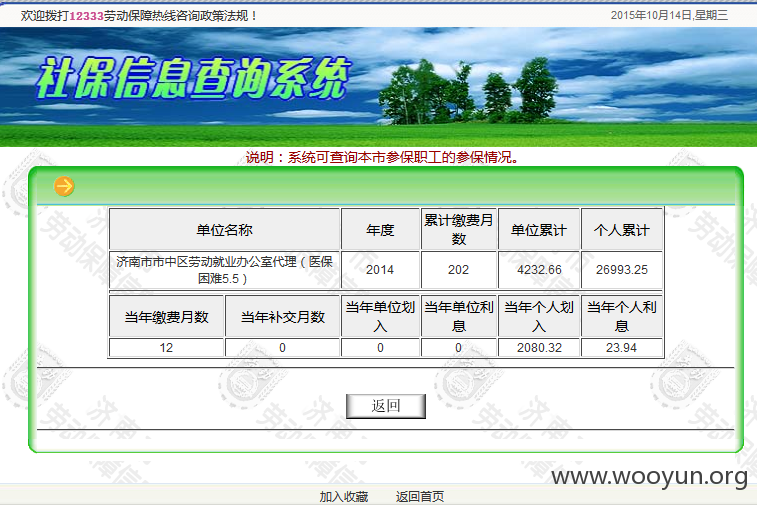 欢迎拨打12333劳动保障热线咨询政策法规！
2015年10月14日,星期三
社保信息查询系统
说明：系统可查询本市参保职工的参保情况。
单位名称 年度 累计缴费月数 单位累计 个人累计
济南市市中区劳动就业办公室代理（医保困难5.5） 2014 202 4232.66 26993.25
当年缴费月数 当年补交月数 当年单位划入 当年单位利息 当年个人划入 当年个人利息
12 0 0 0 2080.32 23.94
返回
www.wooyun.org
加入收藏 返回首页